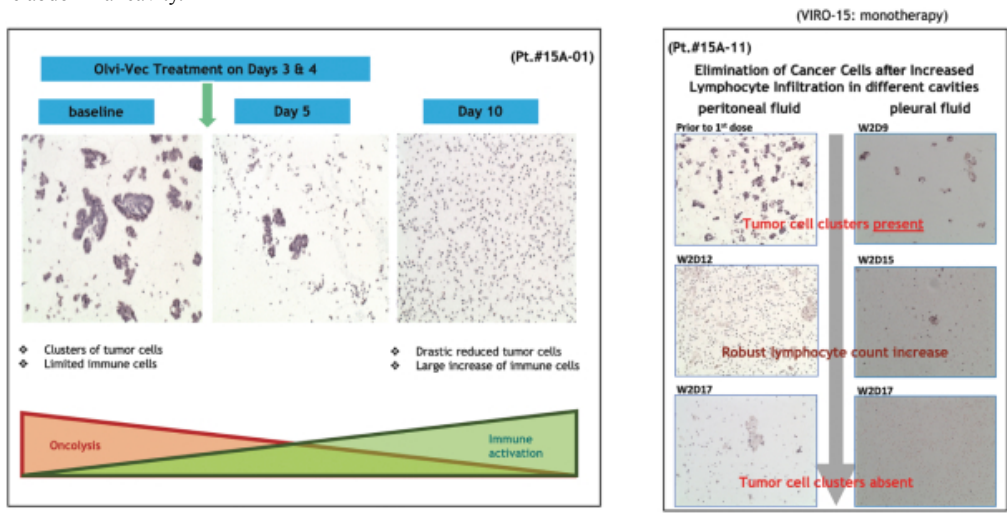 (VIRO-15: monotherapy)
(Pt.#15A-01)
Olvi-Vec Treatment on Days 3 & 4
baseline
Day 5
Day 10
❖ Clusters of tumor cells
❖ Limited immune cells
❖ Drastic reduced tumor cells
❖ Large increase of immune cells
Oncolysis
Immune
activation
(Pt.#15A-11)
Elimination of Cancer Cells after Increased
Lymphocyte Infiltration in different cavities
peritoneal fluid
pleural fluid
Prior to 1st dose
W2D9
Tumor cell clusters present
W2D12
W2D15
Robust lymphocyte count increase
W2D17
W2D17
Tumor cell clusters absent